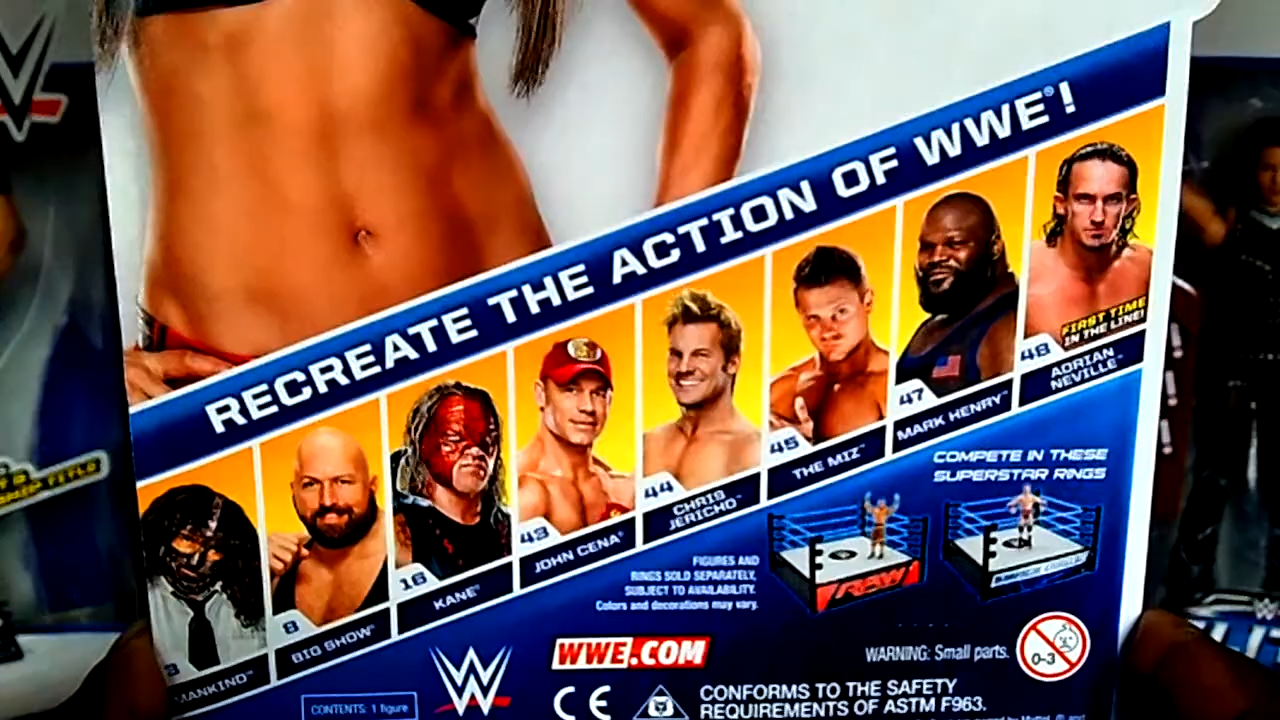 RECREATE THE ACTION OF WWE®!
3
MANKIND™
8
BIG SHOW™
16
KANE™
43
JOHN CENA®
44
CHRIS
JERICHO™
45
THE MIZ™
47
MARK HENRY™
FIRST TIME
IN THE LINE!
48
ADRIAN
NEVILLE™
COMPETE IN THESE
SUPERSTAR RINGS
RAW
FIGURES AND
RINGS SOLD SEPARATELY,
SUBJECT TO AVAILABILITY.
Colors and decorations may vary.
WWE.COM
WARNING: Small parts.
0-3
CONTENTS: 1 figure
W
CE
CONFORMS TO THE SAFETY
REQUIREMENTS OF ASTM F963.